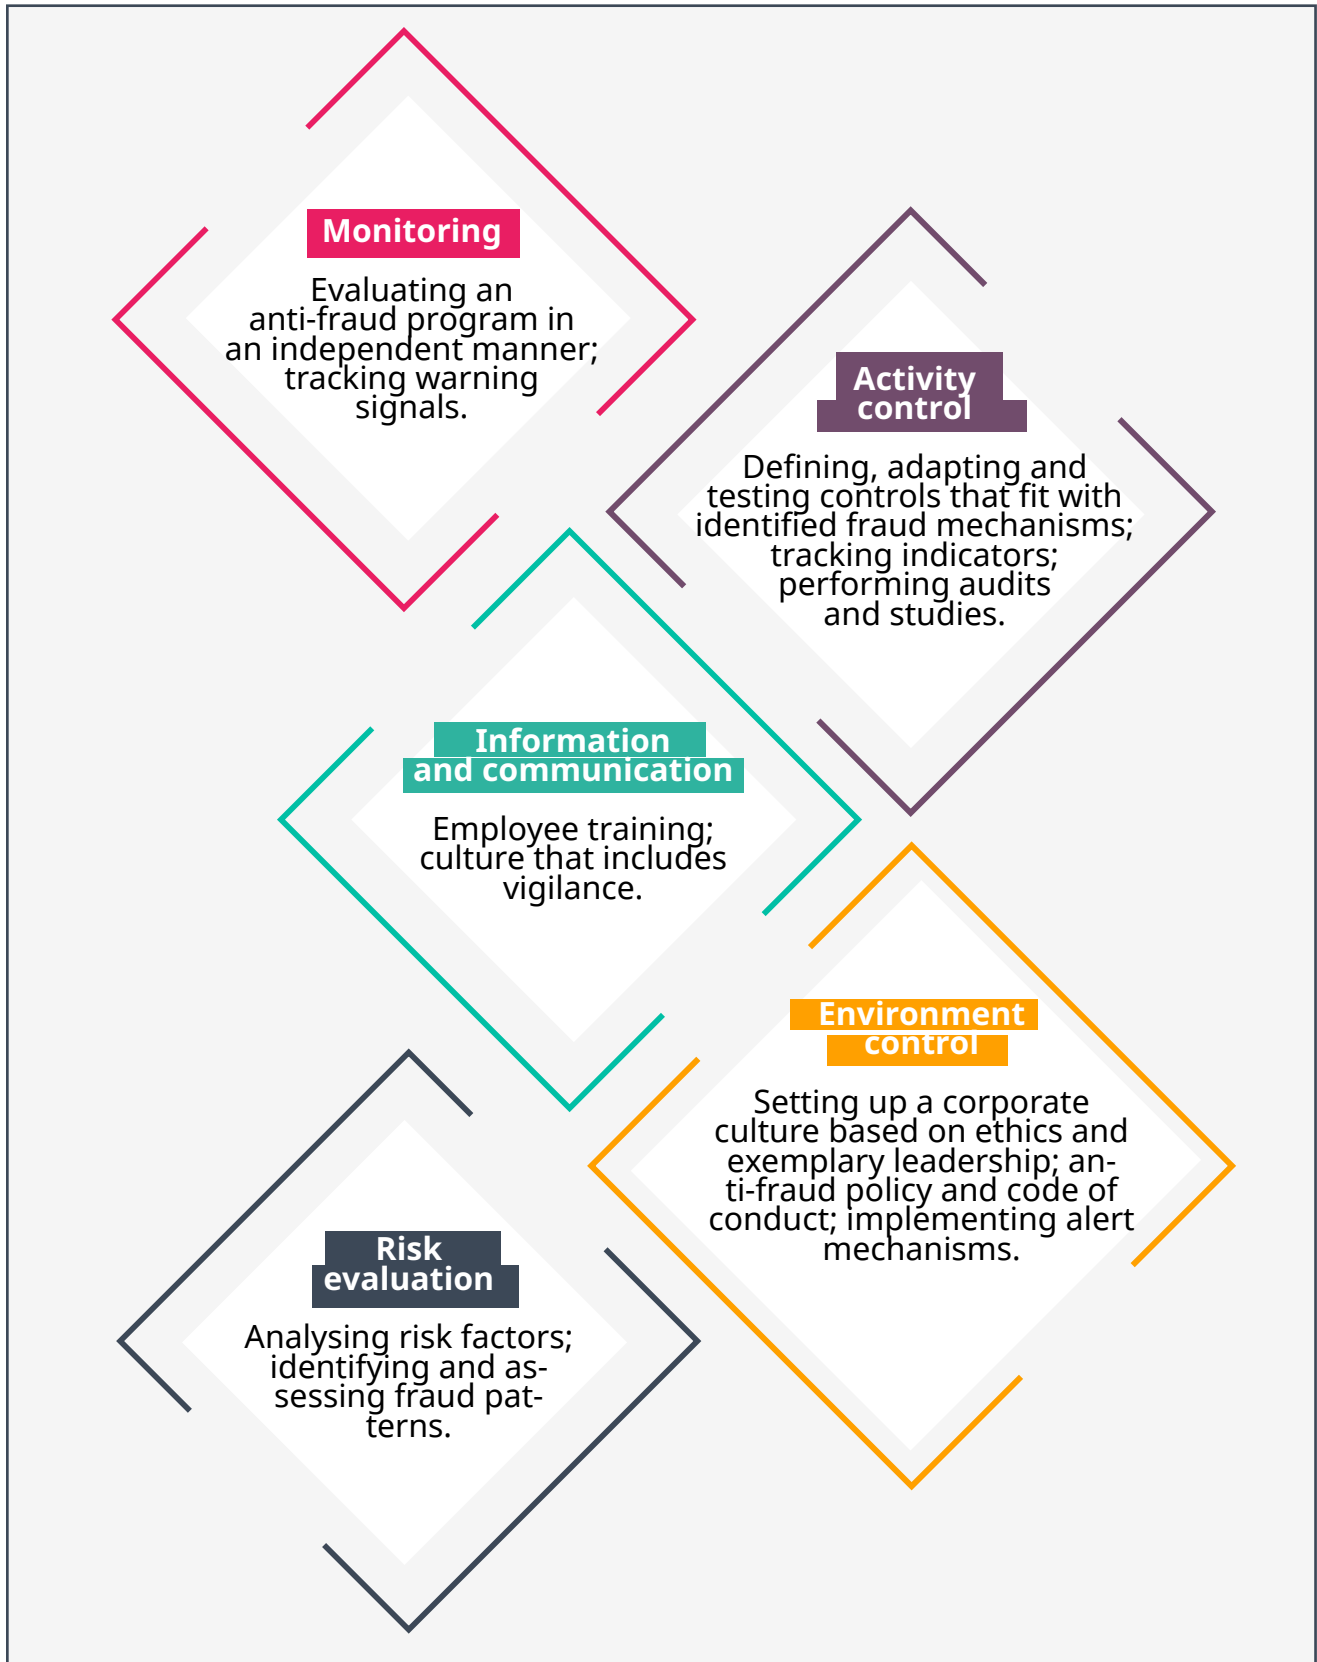 Monitoring
Evaluating an
anti-fraud program in
an independent manner;
tracking warning
signals.
Activity
control
Defining, adapting and
testing controls that fit with
identified fraud mechanisms;
tracking indicators;
performing audits
and studies.
Information
and communication
Employee training;
culture that includes
vigilance.
Environment
control
Setting up a corporate
culture based on ethics and
exemplary leadership; an-
ti-fraud policy and code of
conduct; implementing alert
mechanisms.
Risk
evaluation
Analysing risk factors;
identifying and as-
sessing fraud pat-
terns.